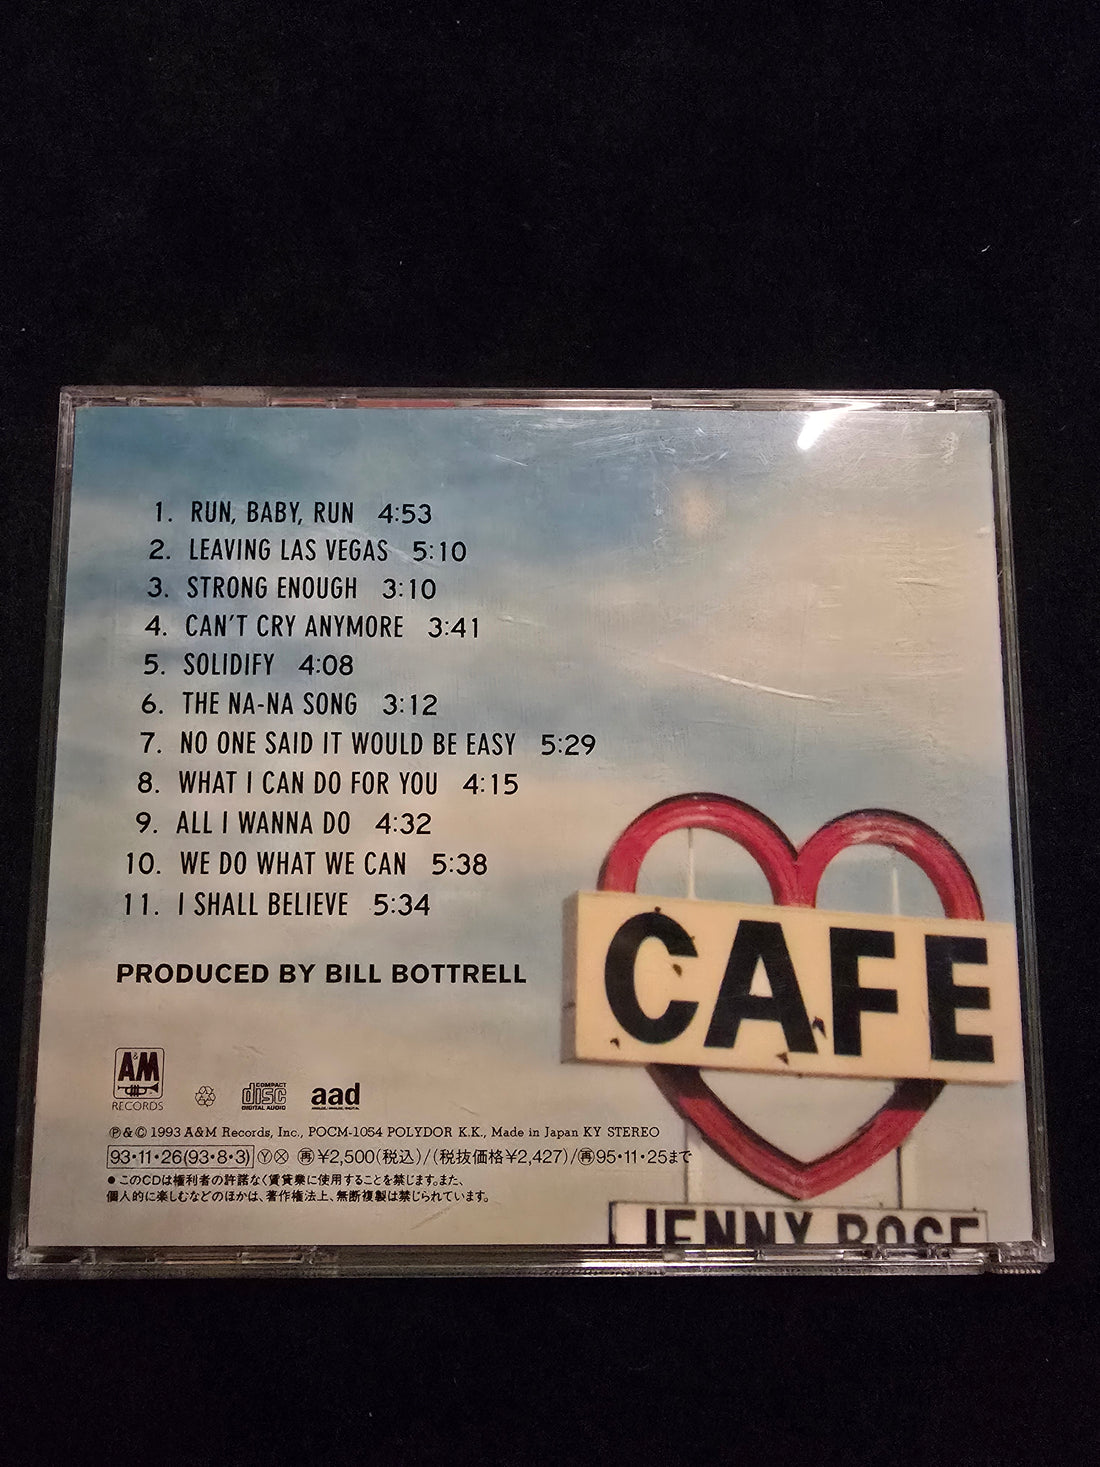 1. RUN, BABY, RUN 4:53
2. LEAVING LAS VEGAS 5:10
3. STRONG ENOUGH 3:10
4. CAN'T CRY ANYMORE 3:41
5. SOLIDIFY 4:08
6. THE NA-NA SONG 3:12
7. NO ONE SAID IT WOULD BE EASY 5:29
8. WHAT I CAN DO FOR YOU 4:15
9. ALL I WANNA DO 4:32
10. WE DO WHAT WE CAN 5:38
11. I SHALL BELIEVE 5:34
PRODUCED BY BILL BOTTRELL
CAFE
JENNY ROSE
A&M
RECORDS
COMPACT
disc
DIGITAL AUDIO
aad
Ⓟ&© 1993 A&M Records, Inc., POCM-1054 POLYDOR K.K., Made in Japan KY STEREO
93・11・26(93・8・3) Ⓨ Ⓧ ㊢¥2,500(税込)/(税抜価格¥2,427)/㊢95・11・25まで
●このCDは権利者の許諾なく賃貸業に使用することを禁じます。また、
個人的に楽しむなどのほかは、著作権法上、無断複製は禁じられています。